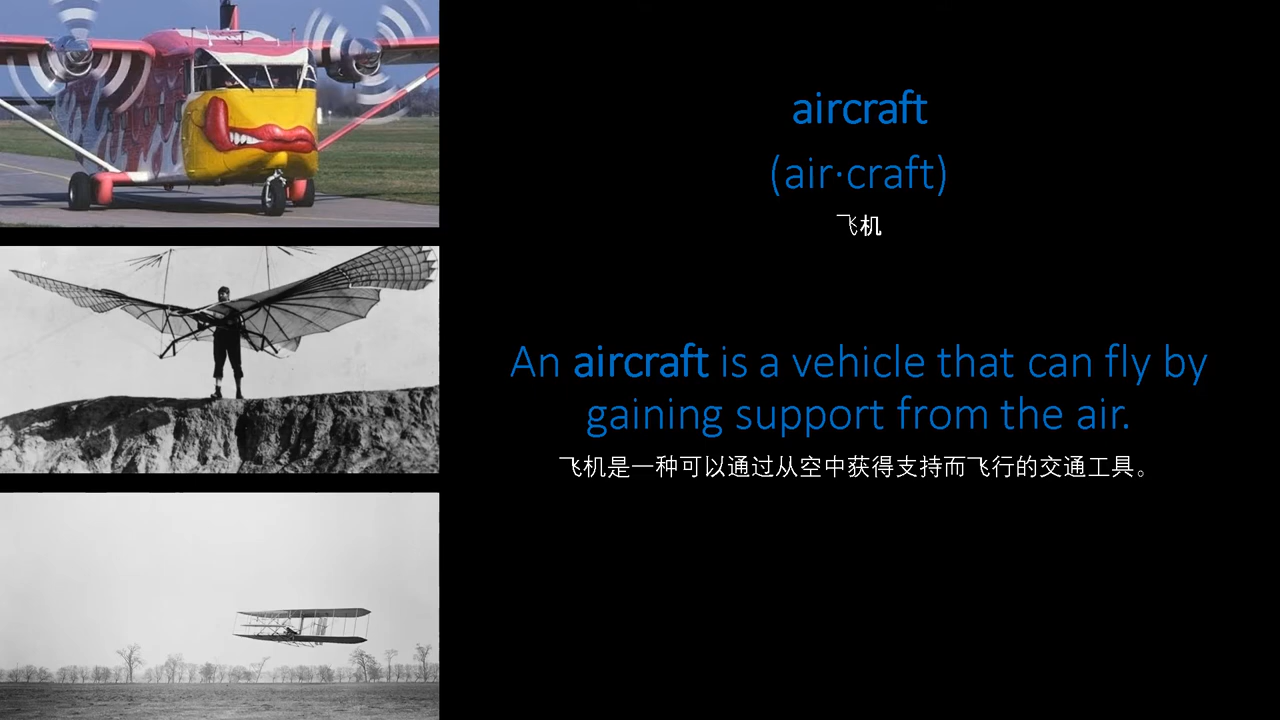 aircraft
(air·craft)
飞机
An aircraft is a vehicle that can fly by
gaining support from the air.
飞机是一种可以通过从空中获得支持而飞行的交通工具。